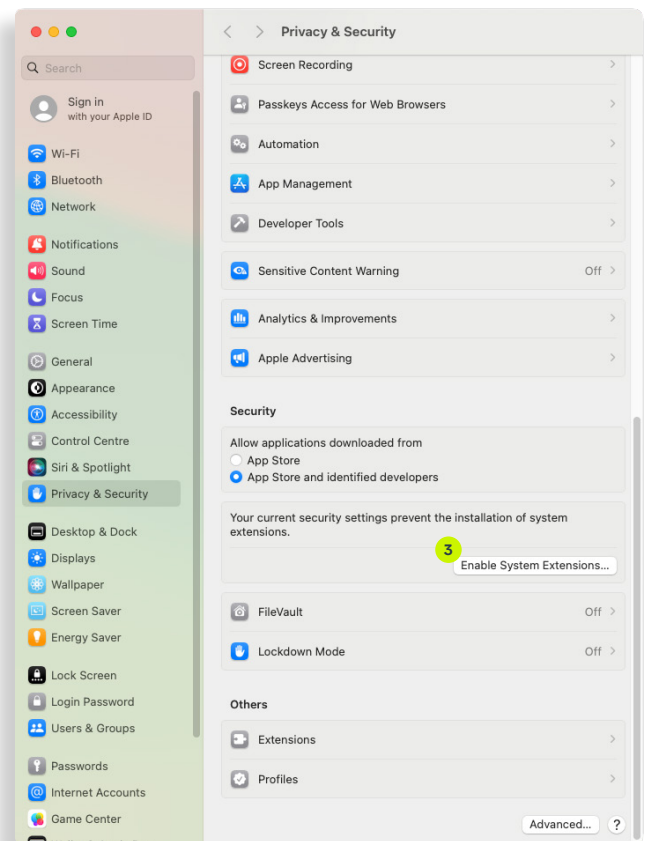 Privacy & Security
Search
Sign in
with your Apple ID
Wi-Fi
Bluetooth
Network
Notifications
Sound
Focus
Screen Time
General
Appearance
Accessibility
Control Centre
Siri & Spotlight
Privacy & Security
Desktop & Dock
Displays
Wallpaper
Screen Saver
Energy Saver
Lock Screen
Login Password
Users & Groups
Passwords
Internet Accounts
Game Center
Screen Recording
Passkeys Access for Web Browsers
Automation
App Management
Developer Tools
Sensitive Content Warning Off
Analytics & Improvements
Apple Advertising
Security
Allow applications downloaded from
App Store
App Store and identified developers
Your current security settings prevent the installation of system
extensions.
3
Enable System Extensions...
FileVault Off
Lockdown Mode Off
Others
Extensions
Profiles
Advanced... ?